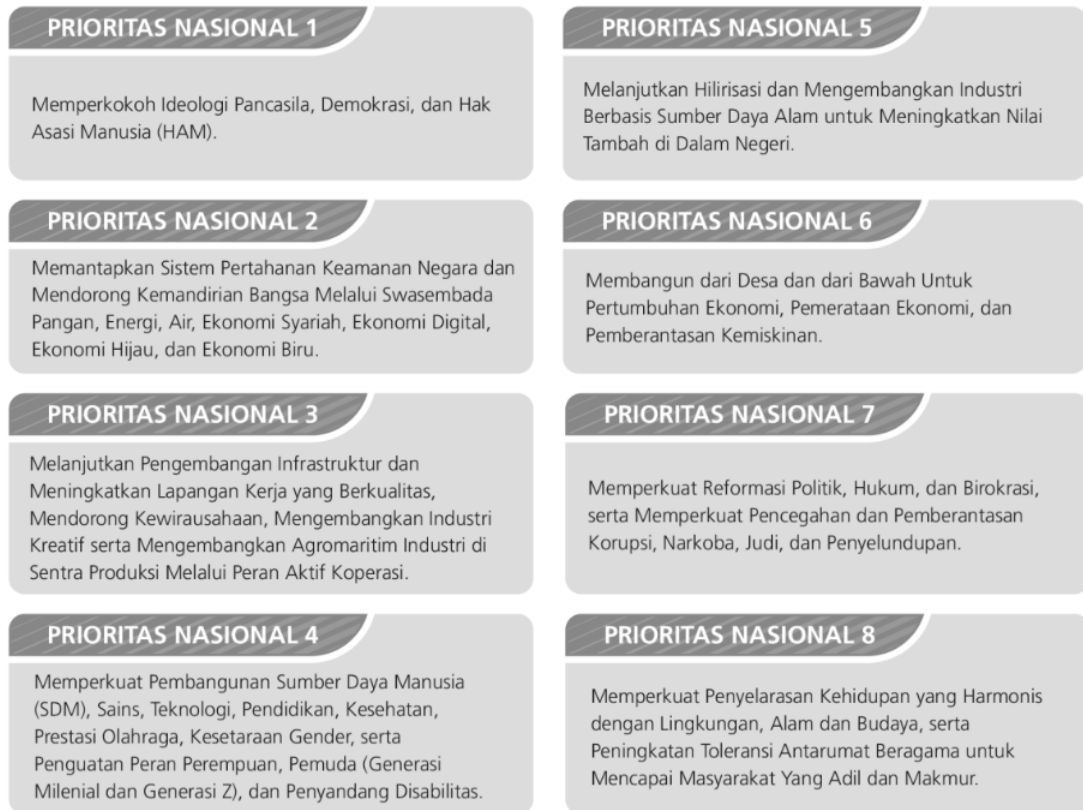 PRIORITAS NASIONAL 1
Memperkokoh Ideologi Pancasila, Demokrasi, dan Hak
Asasi Manusia (HAM).
PRIORITAS NASIONAL 2
Memantapkan Sistem Pertahanan Keamanan Negara dan
Mendorong Kemandirian Bangsa Melalui Swasembada
Pangan, Energi, Air, Ekonomi Syariah, Ekonomi Digital,
Ekonomi Hijau, dan Ekonomi Biru.
PRIORITAS NASIONAL 3
Melanjutkan Pengembangan Infrastruktur dan
Meningkatkan Lapangan Kerja yang Berkualitas,
Mendorong Kewirausahaan, Mengembangkan Industri
Kreatif serta Mengembangkan Agromaritim Industri di
Sentra Produksi Melalui Peran Aktif Koperasi.
PRIORITAS NASIONAL 4
Memperkuat Pembangunan Sumber Daya Manusia
(SDM), Sains, Teknologi, Pendidikan, Kesehatan,
Prestasi Olahraga, Kesetaraan Gender, serta
Penguatan Peran Perempuan, Pemuda (Generasi
Milenial dan Generasi Z), dan Penyandang Disabilitas.
PRIORITAS NASIONAL 5
Melanjutkan Hilirisasi dan Mengembangkan Industri
Berbasis Sumber Daya Alam untuk Meningkatkan Nilai
Tambah di Dalam Negeri.
PRIORITAS NASIONAL 6
Membangun dari Desa dan dari Bawah Untuk
Pertumbuhan Ekonomi, Pemerataan Ekonomi, dan
Pemberantasan Kemiskinan.
PRIORITAS NASIONAL 7
Memperkuat Reformasi Politik, Hukum, dan Birokrasi,
serta Memperkuat Pencegahan dan Pemberantasan
Korupsi, Narkoba, Judi, dan Penyelundupan.
PRIORITAS NASIONAL 8
Memperkuat Penyelarasan Kehidupan yang Harmonis
dengan Lingkungan, Alam dan Budaya, serta
Peningkatan Toleransi Antarumat Beragama untuk
Mencapai Masyarakat Yang Adil dan Makmur.